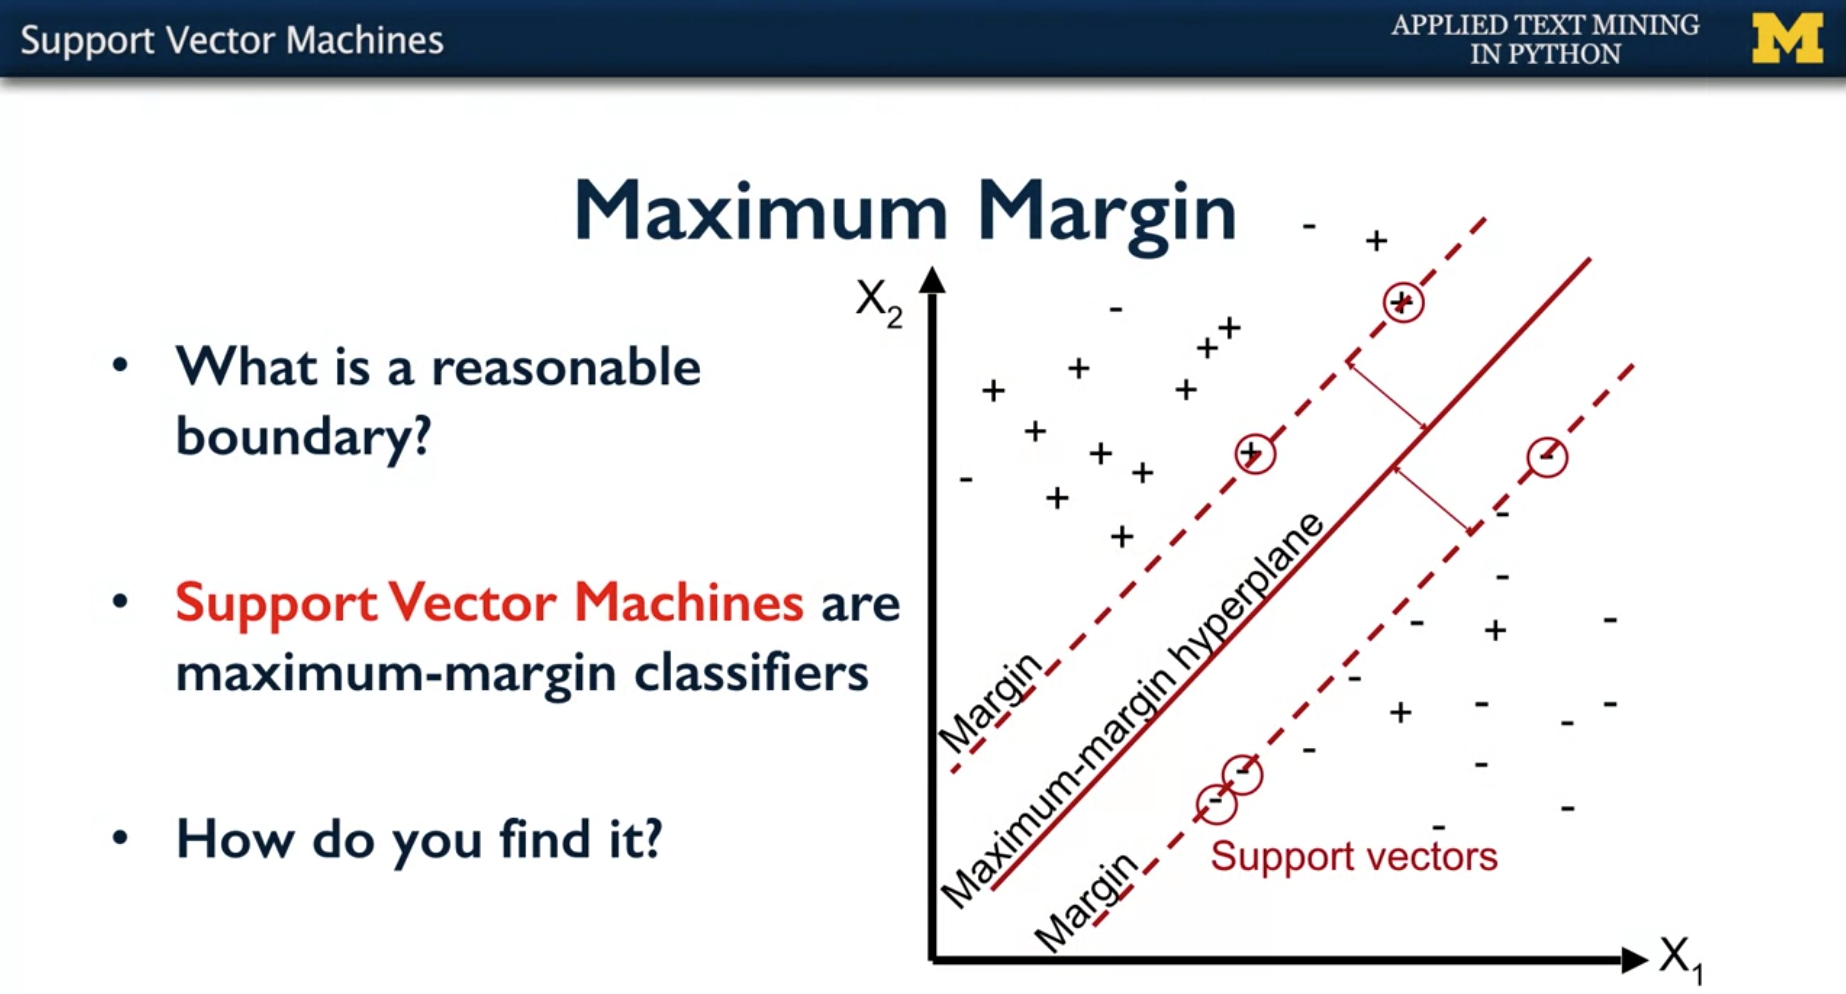 Support Vector Machines
APPLIED TEXT MINING
IN PYTHON
M
Maximum Margin
• What is a reasonable
boundary?
• Support Vector Machines are
maximum-margin classifiers
• How do you find it?
X2
Margin
Maximum-margin hyperplane
Margin
Support vectors
X1